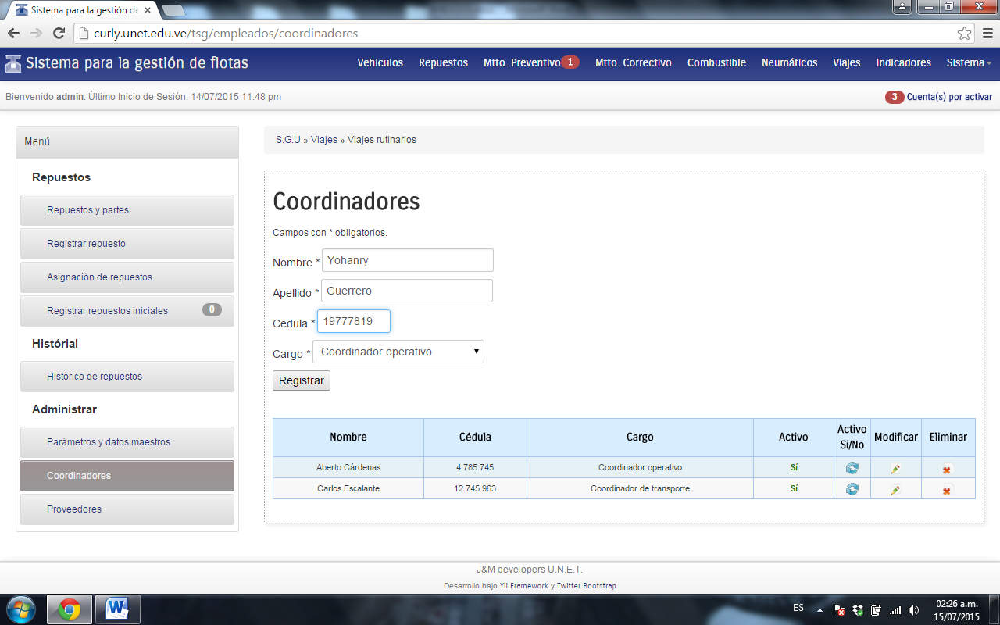 Sistema para la gestión de
curly.unet.edu.ve/tsg/empleados/coordinadores
Sistema para la gestión de flotas
Vehiculos Repuestos Mtto. Preventivo 1 Mtto. Correctivo Combustible Neumáticos Viajes Indicadores Sistema
Bienvenido admin. Último Inicio de Sesión: 14/07/2015 11:48 pm
3 Cuenta(s) por activar
Menú
Repuestos
Repuestos y partes
Registrar repuesto
Asignación de repuestos
Registrar repuestos iniciales 0
Histórial
Histórico de repuestos
Administrar
Parámetros y datos maestros
Coordinadores
Proveedores
S.G.U » Viajes » Viajes rutinarios
Coordinadores
Campos con * obligatorios.
Nombre * Yohanry
Apellido * Guerrero
Cedula * 19777819
Cargo * Coordinador operativo
Registrar
Nombre Cédula Cargo Activo Activo Si/No Modificar Eliminar
Aberto Cárdenas 4.785.745 Coordinador operativo Sí
Carlos Escalante 12.745.963 Coordinador de transporte Sí
J&M developers U.N.E.T.
Desarrollo bajo Yii Framework y Twitter Bootstrap
ES
02:26 a.m.
15/07/2015